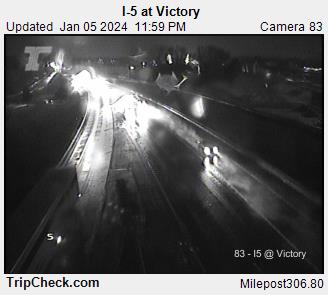 I-5 at Victory
Updated Jan 05 2024 11:59 PM Camera 83
83 - I5 @ Victory
TripCheck.com Milepost306.80